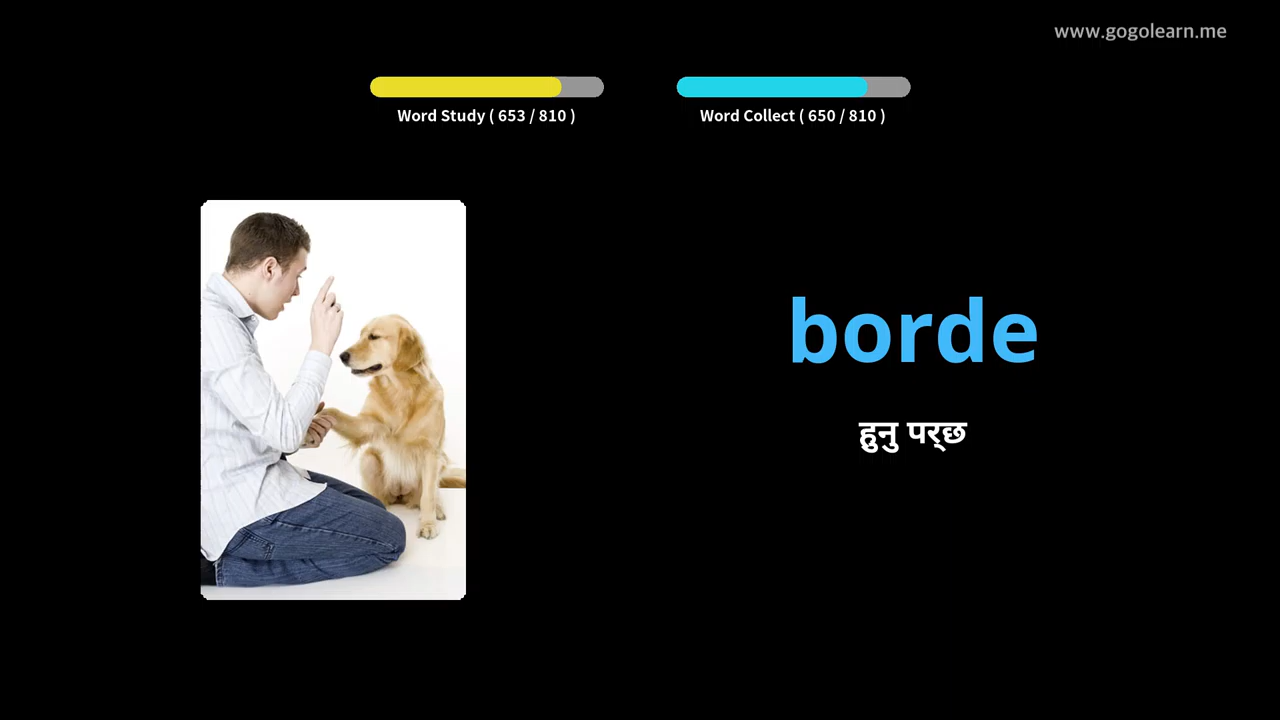 www.gogolearn.me
Word Study ( 653 / 810 )
Word Collect ( 650 / 810 )
borde
हुनु पर्छ